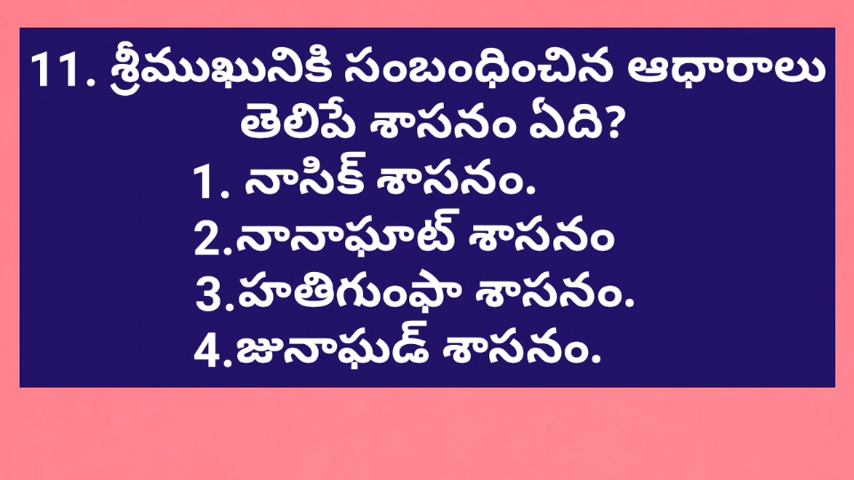 11. శ్రీముఖునికి సంబంధించిన ఆధారాలు
తెలిపే శాసనం ఏది?
1. నాసిక్ శాసనం.
2.నానాఘాట్ శాసనం
3.హతిగుంఫా శాసనం.
4.జునాఘడ్ శాసనం.